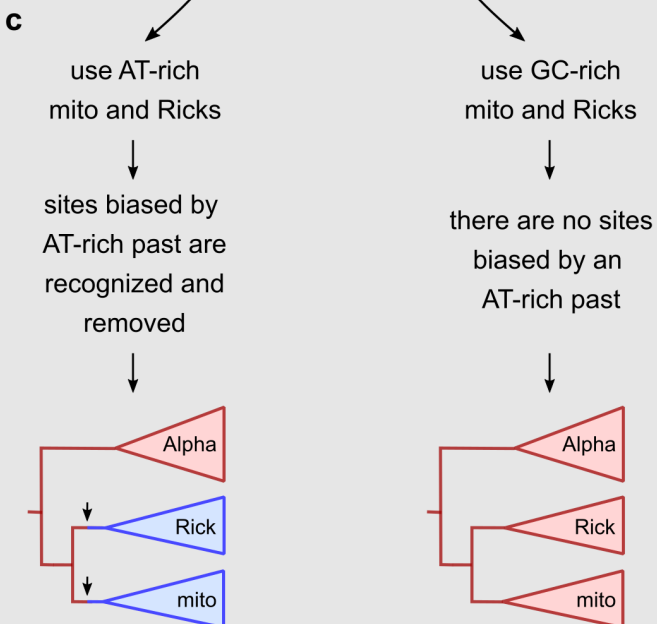 c
use AT-rich
mito and Ricks
sites biased by
AT-rich past are
recognized and
removed
Alpha
Rick
mito
use GC-rich
mito and Ricks
there are no sites
biased by an
AT-rich past
Alpha
Rick
mito